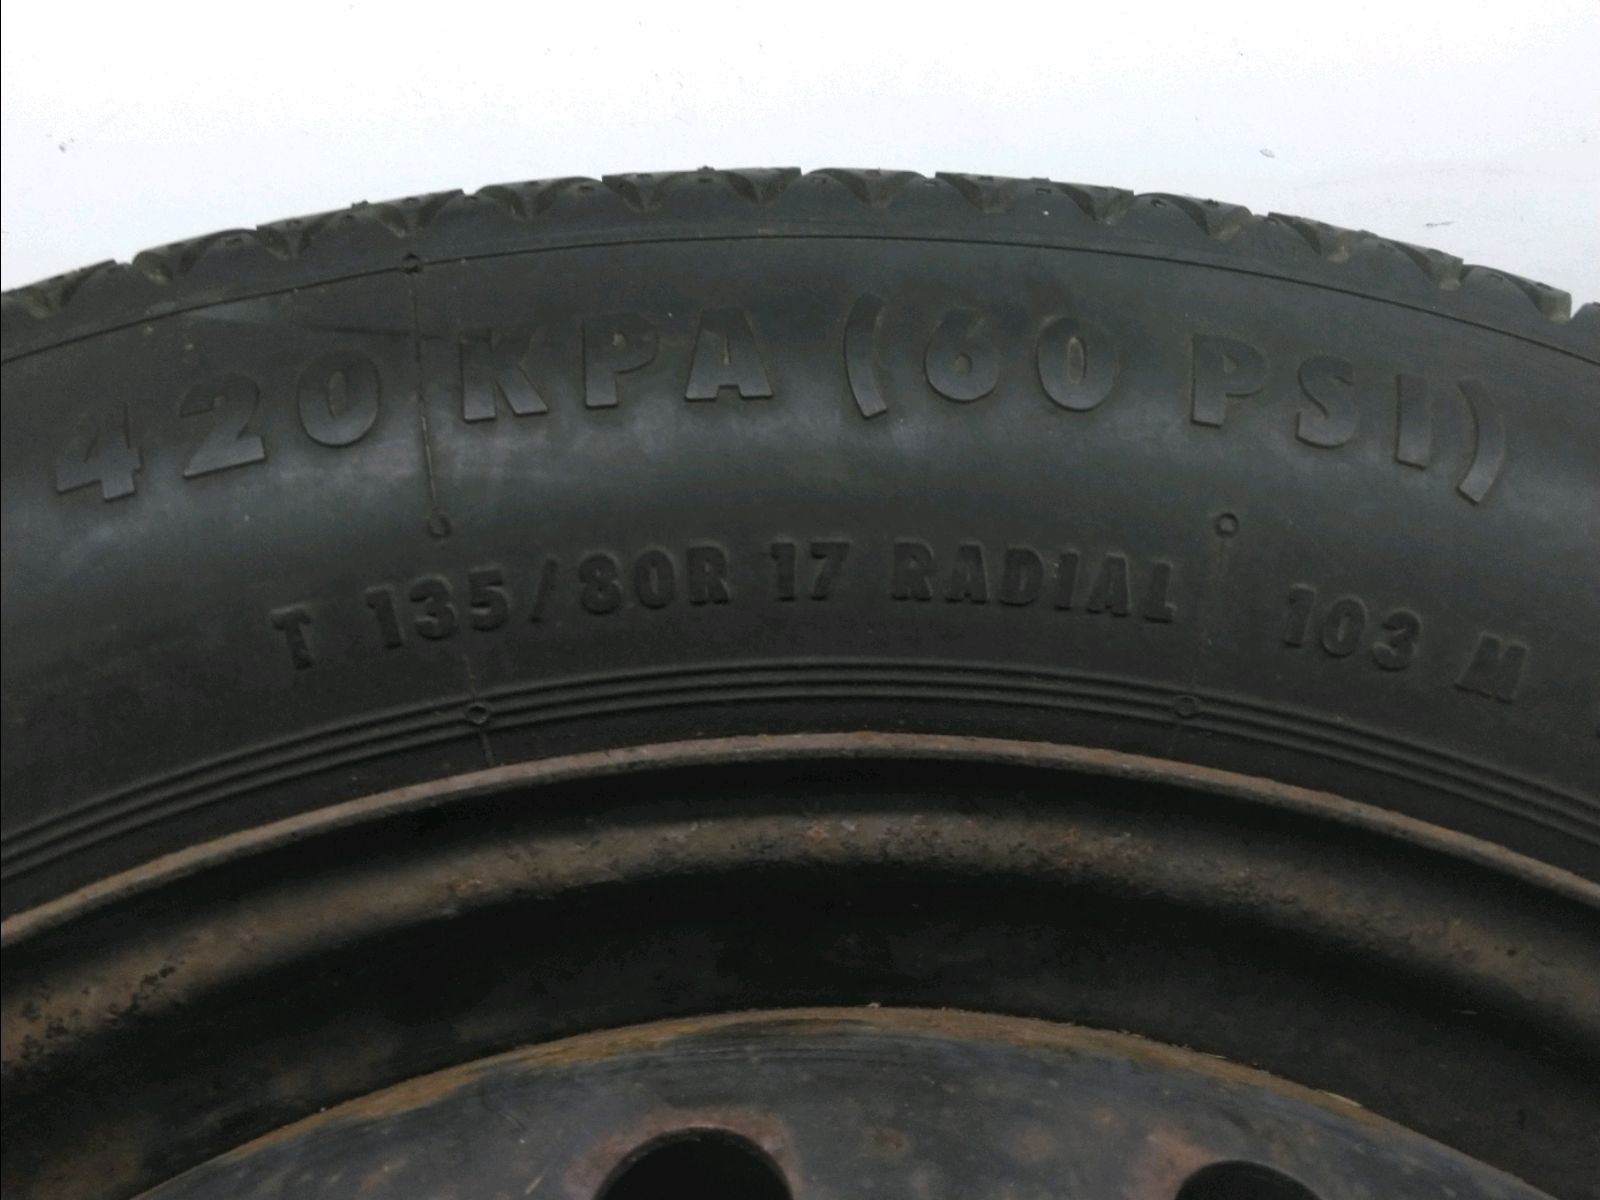 420 KPA (60 PSI)
T 135/80R 17 RADIAL 103 M